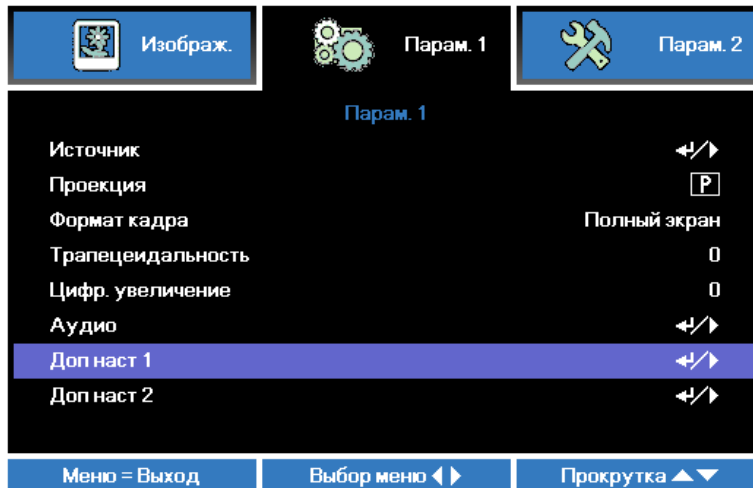 Изображ. Парам. 1 Парам. 2
Парам. 1
Источник
Проекция P
Формат кадра Полный экран
Трапецеидальность 0
Цифр. увеличение 0
Аудио
Доп наст 1
Доп наст 2
Меню = Выход Выбор меню Прокрутка